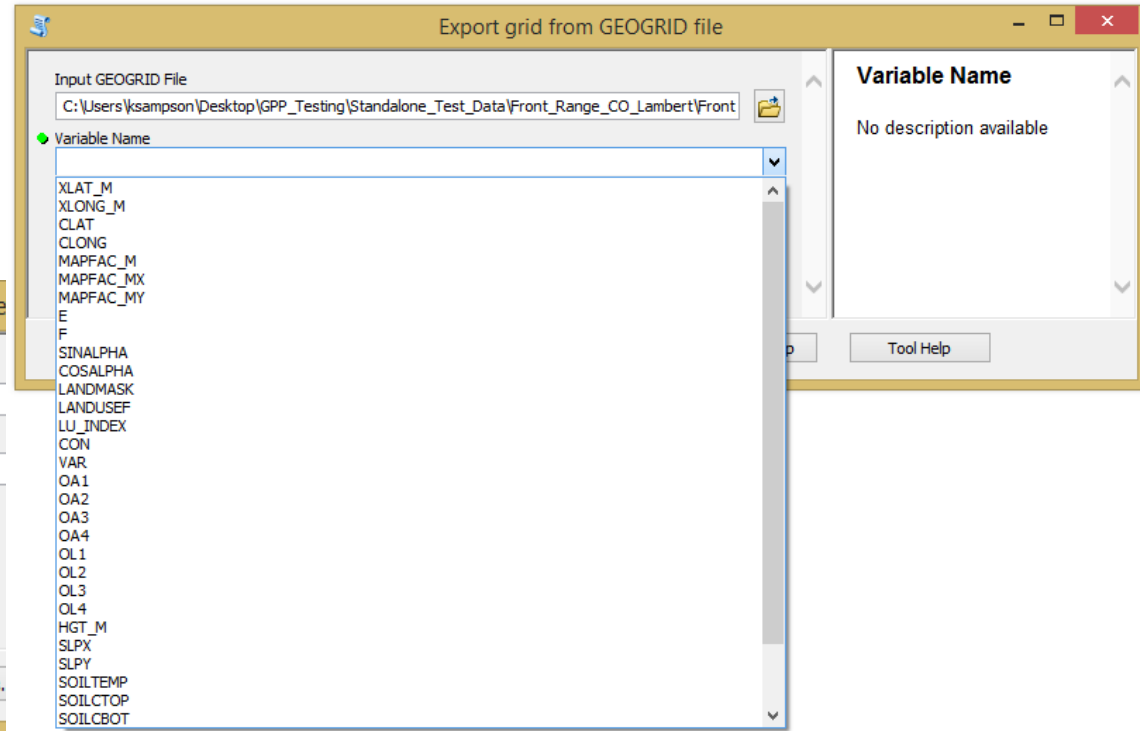 Export grid from GEOGRID file
Input GEOGRID File
C:\Users\ksampson\Desktop\GPP_Testing\Standalone_Test_Data\Front_Range_CO_Lambert\Front
Variable Name
XLAT_M
XLONG_M
CLAT
CLONG
MAPFAC_M
MAPFAC_MX
MAPFAC_MY
E
F
SINALPHA
COSALPHA
LANDMASK
LANDUSEF
LU_INDEX
CON
VAR
OA1
OA2
OA3
OA4
OL1
OL2
OL3
OL4
HGT_M
SLPX
SLPY
SOILTEMP
SOILCTOP
SOILCBOT
Variable Name
No description available
Tool Help